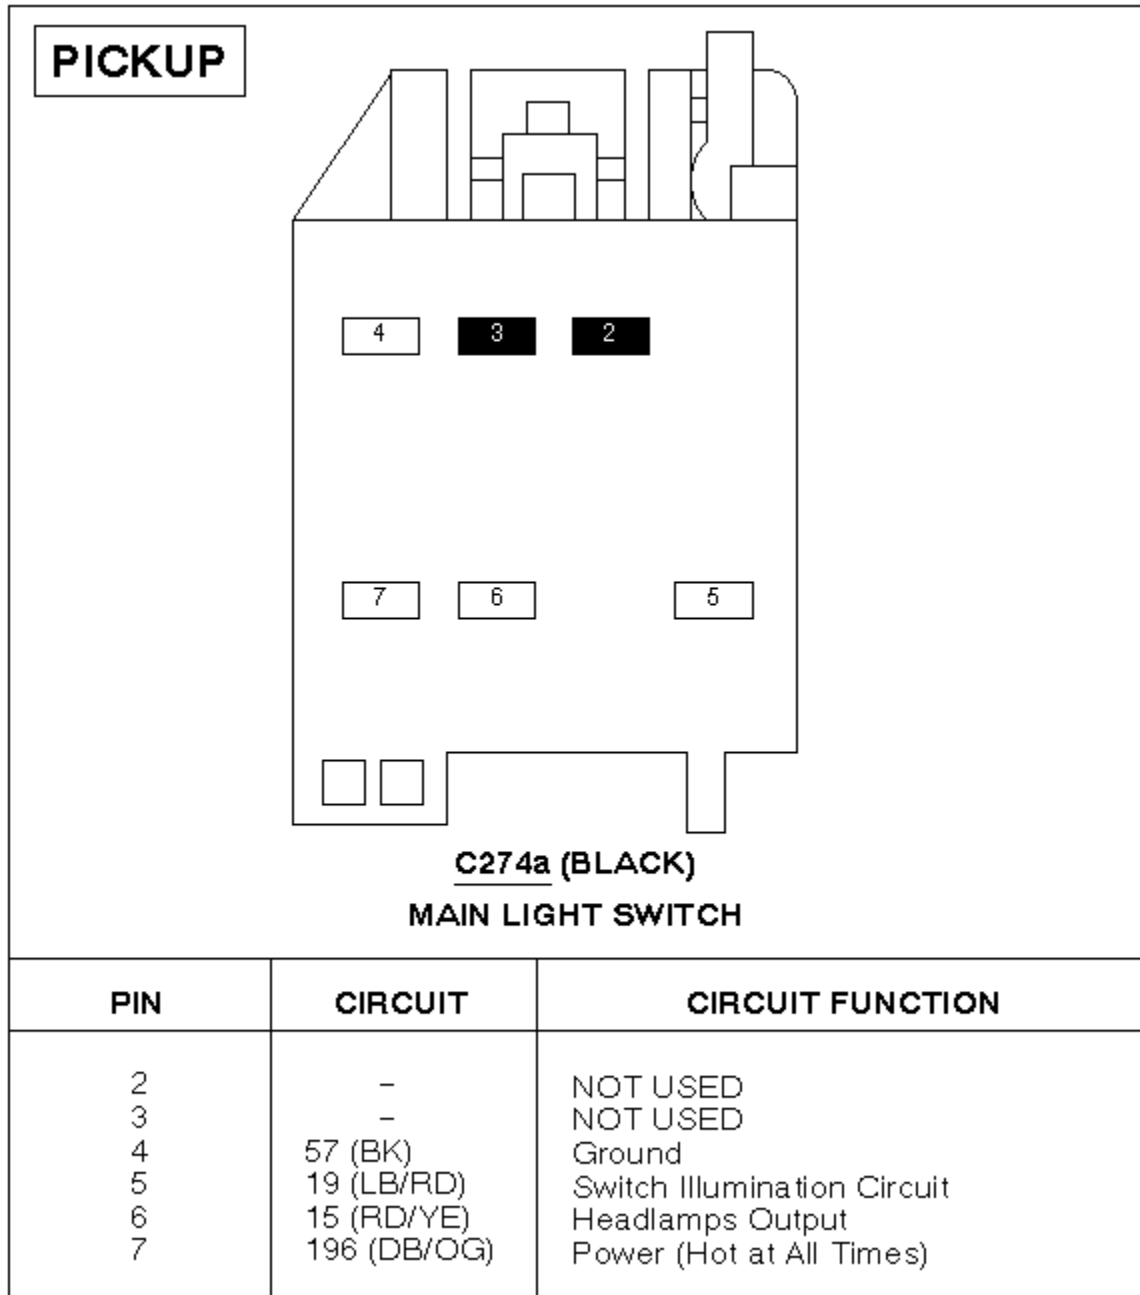 PICKUP
4 3 2
7 6 5
C274a (BLACK)
MAIN LIGHT SWITCH
PIN CIRCUIT CIRCUIT FUNCTION
2 – NOT USED
3 – NOT USED
4 57 (BK) Ground
5 19 (LB/RD) Switch Illumination Circuit
6 15 (RD/YE) Headlamps Output
7 196 (DB/OG) Power (Hot at All Times)